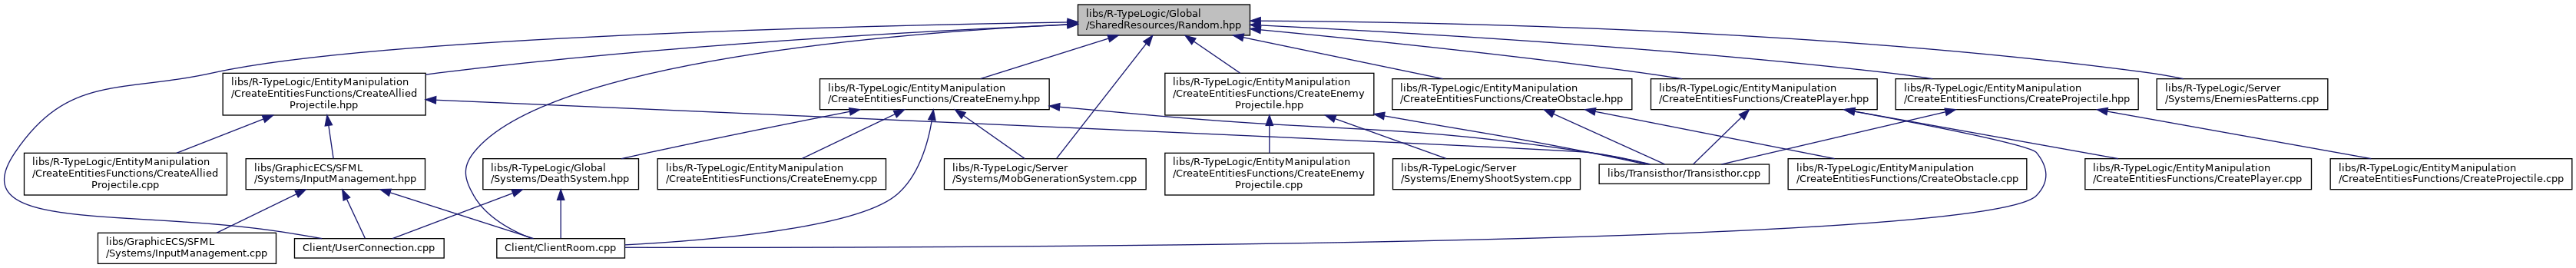 libs/R-TypeLogic/Global
/SharedResources/Random.hpp
libs/R-TypeLogic/EntityManipulation
/CreateEntitiesFunctions/CreateAllied
Projectile.hpp
libs/R-TypeLogic/EntityManipulation
/CreateEntitiesFunctions/CreateEnemy.hpp
libs/R-TypeLogic/EntityManipulation
/CreateEntitiesFunctions/CreateEnemy
Projectile.hpp
libs/R-TypeLogic/EntityManipulation
/CreateEntitiesFunctions/CreateObstacle.hpp
libs/R-TypeLogic/EntityManipulation
/CreateEntitiesFunctions/CreatePlayer.hpp
libs/R-TypeLogic/EntityManipulation
/CreateEntitiesFunctions/CreateProjectile.hpp
libs/R-TypeLogic/Server
/Systems/EnemiesPatterns.cpp
libs/R-TypeLogic/EntityManipulation
/CreateEntitiesFunctions/CreateAllied
Projectile.cpp
libs/GraphicECS/SFML
/Systems/InputManagement.hpp
libs/R-TypeLogic/Global
/Systems/DeathSystem.hpp
libs/R-TypeLogic/EntityManipulation
/CreateEntitiesFunctions/CreateEnemy.cpp
libs/R-TypeLogic/Server
/Systems/MobGenerationSystem.cpp
libs/R-TypeLogic/EntityManipulation
/CreateEntitiesFunctions/CreateEnemy
Projectile.cpp
libs/R-TypeLogic/Server
/Systems/EnemyShootSystem.cpp
libs/Transisthor/Transisthor.cpp
libs/R-TypeLogic/EntityManipulation
/CreateEntitiesFunctions/CreateObstacle.cpp
libs/R-TypeLogic/EntityManipulation
/CreateEntitiesFunctions/CreatePlayer.cpp
libs/R-TypeLogic/EntityManipulation
/CreateEntitiesFunctions/CreateProjectile.cpp
libs/GraphicECS/SFML
/Systems/InputManagement.cpp
Client/UserConnection.cpp
Client/ClientRoom.cpp